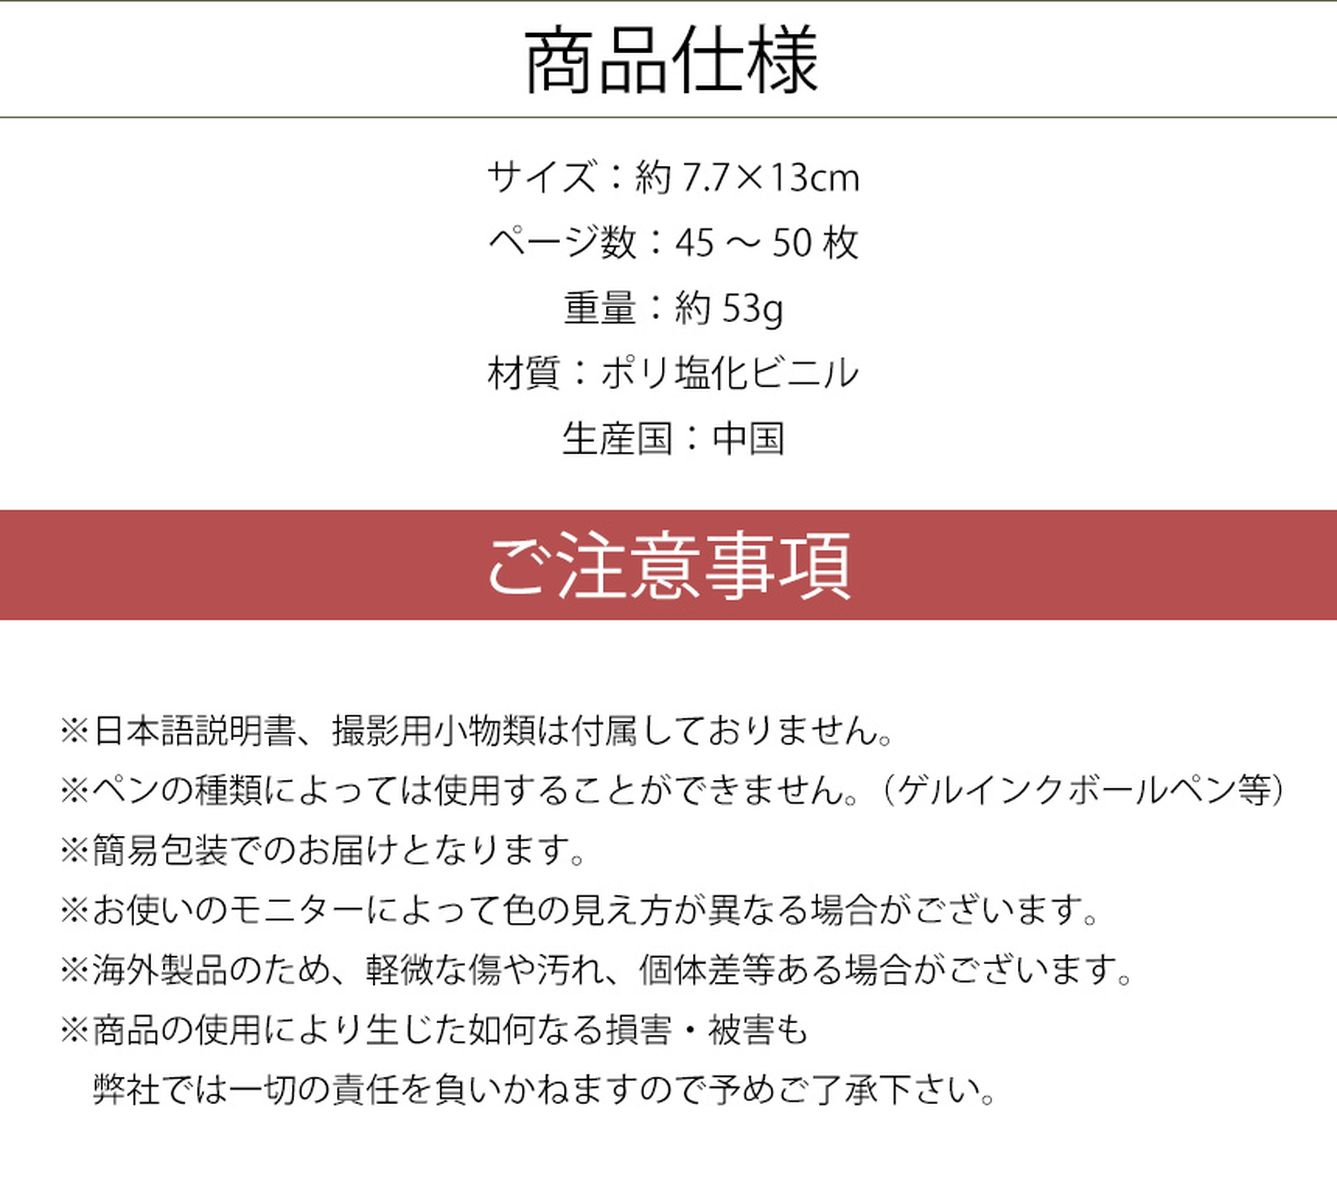 商品仕様
サイズ：約 7.7×13cm
ページ数：45 ～ 50 枚
重量：約 53g
材質：ポリ塩化ビニル
生産国：中国
ご注意事項
※日本語説明書、撮影用小物類は付属しておりません。
※ペンの種類によっては使用することができません。（ゲルインクボールペン等）
※簡易包装でのお届けとなります。
※お使いのモニターによって色の見え方が異なる場合がございます。
※海外製品のため、軽微な傷や汚れ、個体差等ある場合がございます。
※商品の使用により生じた如何なる損害・被害も
弊社では一切の責任を負いかねますので予めご了承下さい。